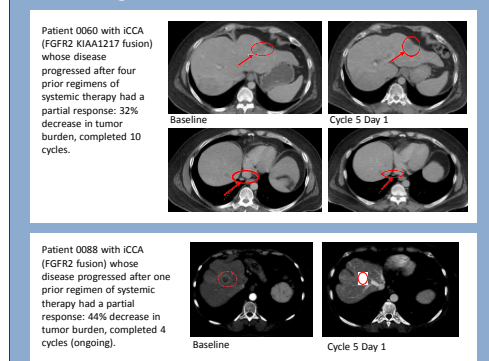 Patient 0060 with iCCA
(FGFR2 KIAA1217 fusion)
whose disease
progressed after four
prior regimens of
systemic therapy had a
partial response: 32%
decrease in tumor
burden, completed 10
cycles.
Baseline
Cycle 5 Day 1
Patient 0088 with iCCA
(FGFR2 fusion) whose
disease progressed after one
prior regimen of systemic
therapy had a partial
response: 44% decrease in
tumor burden, completed 4
cycles (ongoing).
Baseline
Cycle 5 Day 1